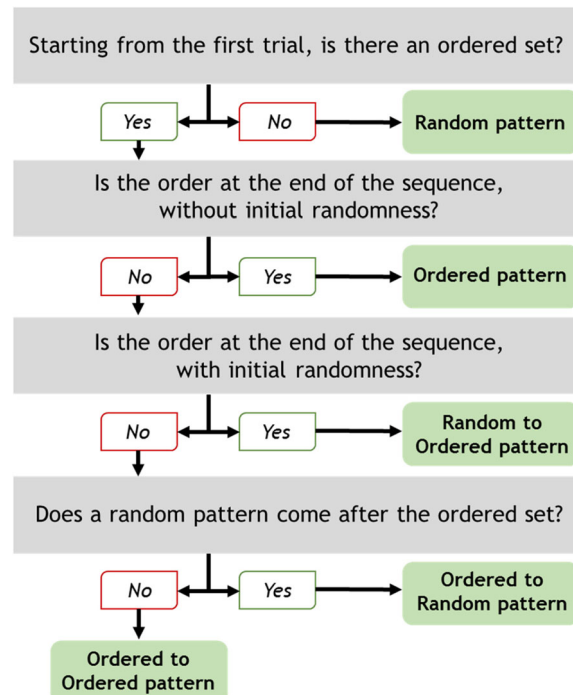 Starting from the first trial, is there an ordered set?
Yes
No
Random pattern
Is the order at the end of the sequence,
without initial randomness?
No
Yes
Ordered pattern
Is the order at the end of the sequence,
with initial randomness?
No
Yes
Random to
Ordered pattern
Does a random pattern come after the ordered set?
No
Yes
Ordered to
Random pattern
Ordered to
Ordered pattern